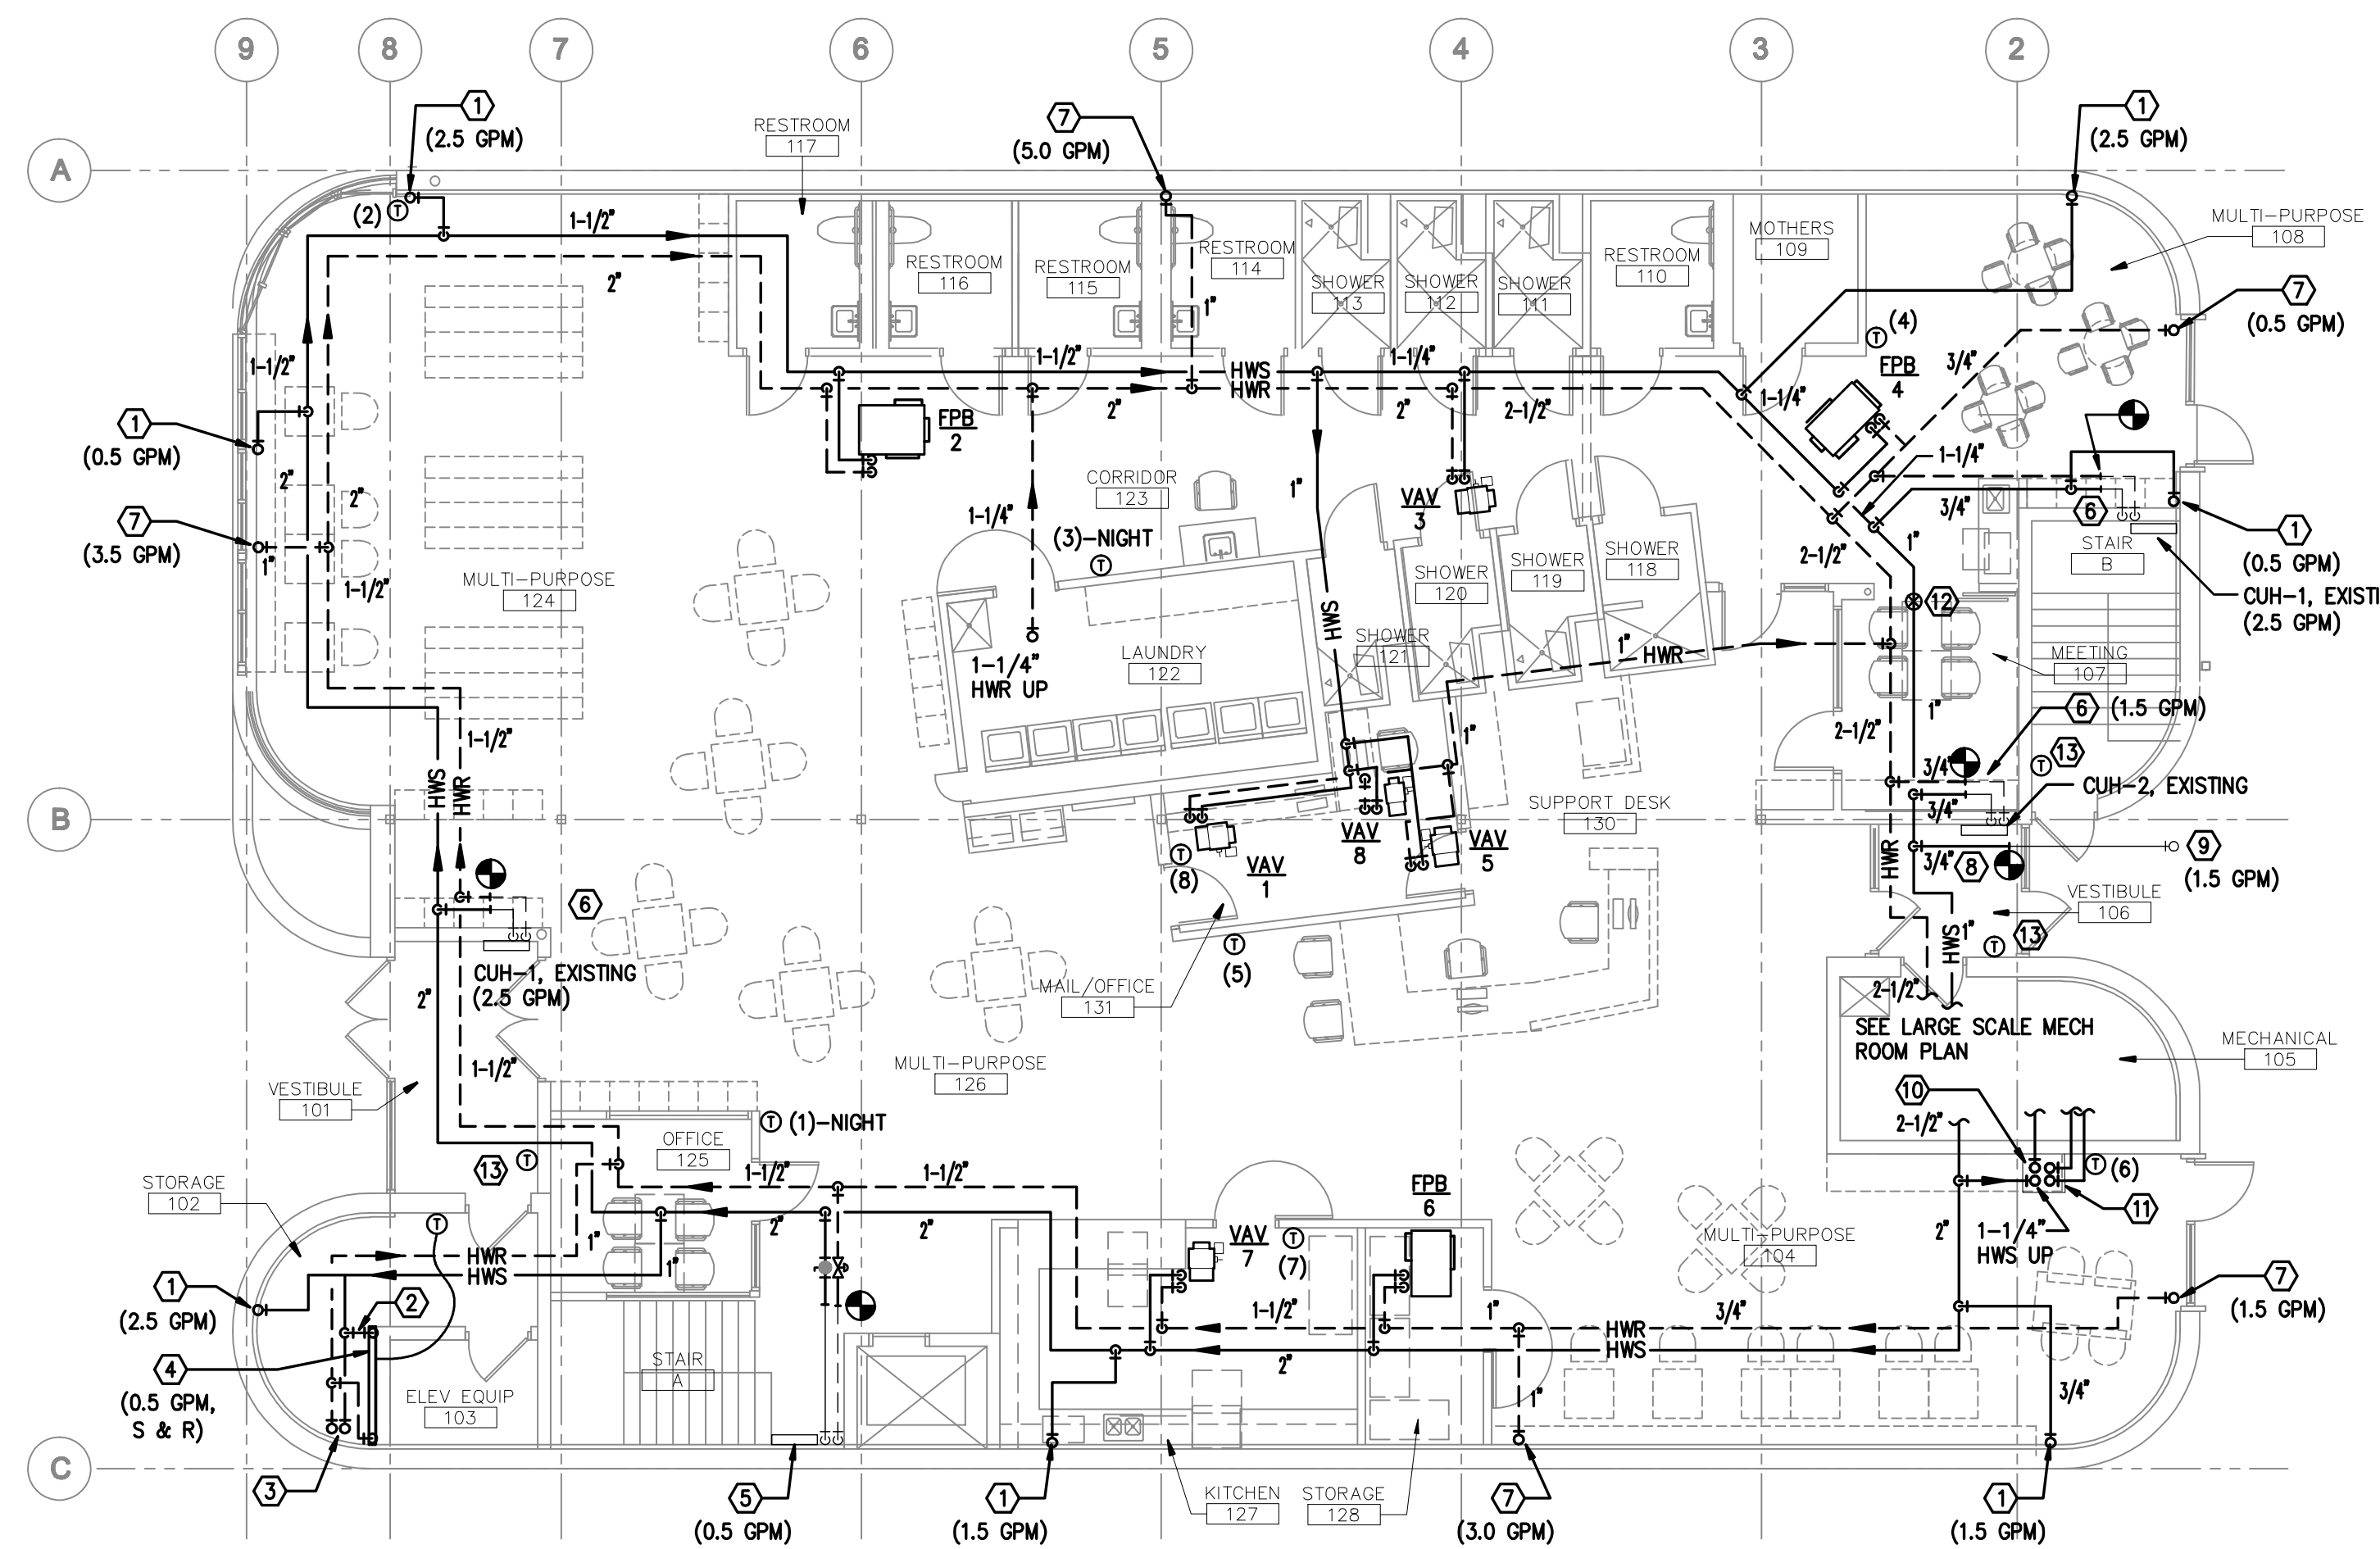 9
8
7
6
5
4
3
2
A
1
(2.5 GPM)
RESTROOM
117
7
(5.0 GPM)
1
(2.5 GPM)
(2)
T
1-1/2"
2"
RESTROOM
116
RESTROOM
115
RESTROOM
114
1"
SHOWER
113
SHOWER
112
SHOWER
111
RESTROOM
110
MOTHERS
109
MULTI-PURPOSE
108
7
(0.5 GPM)
T
(4)
FPB
4
3/4"
1-1/2"
1-1/2"
HWS
HWR
1-1/4"
2"
2"
2-1/2"
1-1/4"
1
(0.5 GPM)
2"
2"
7
(3.5 GPM)
1"
1-1/2"
FPB
2
CORRIDOR
123
1-1/4"
(3)-NIGHT
T
1"
VAV
3
1-1/4"
3/4"
3/4"
6
1"
1
(0.5 GPM)
STAIR
B
CUH-1, EXISTI
(2.5 GPM)
MULTI-PURPOSE
124
2-1/2"
12
SHOWER
120
SHOWER
119
SHOWER
118
HWS
SHOWER
121
1"
HWR
LAUNDRY
122
1-1/4"
HWR UP
MEETING
107
1-1/2"
1"
2-1/2"
1"
6
(1.5 GPM)
HWS
HWR
3/4"
T
13
CUH-2, EXISTING
3/4"
B
SUPPORT DESK
130
VAV
8
VAV
5
VAV
1
T
(8)
HWR
3/4"
8
9
(1.5 GPM)
6
VESTIBULE
106
T
(5)
HWS
1"
T
13
CUH-1, EXISTING
(2.5 GPM)
2"
MAIL/OFFICE
131
2-1/2"
SEE LARGE SCALE MECH
ROOM PLAN
MECHANICAL
105
1-1/2"
MULTI-PURPOSE
126
VESTIBULE
101
10
2-1/2"
T
(1)-NIGHT
OFFICE
125
13
T
1-1/2"
1-1/2"
T
(6)
STORAGE
102
T
FPB
6
11
1"
2"
2"
VAV
7
T
(7)
MULTI-PURPOSE
104
2"
1-1/4"
HWS UP
HWR
HWS
1"
1
(2.5 GPM)
2
1-1/2"
1"
HWR
HWS
3/4"
7
(1.5 GPM)
2"
4
(0.5 GPM,
S & R)
STAIR
A
ELEV EQUIP
103
1"
3/4"
C
3
5
(0.5 GPM)
1
(1.5 GPM)
KITCHEN
127
STORAGE
128
7
(3.0 GPM)
1
(1.5 GPM)